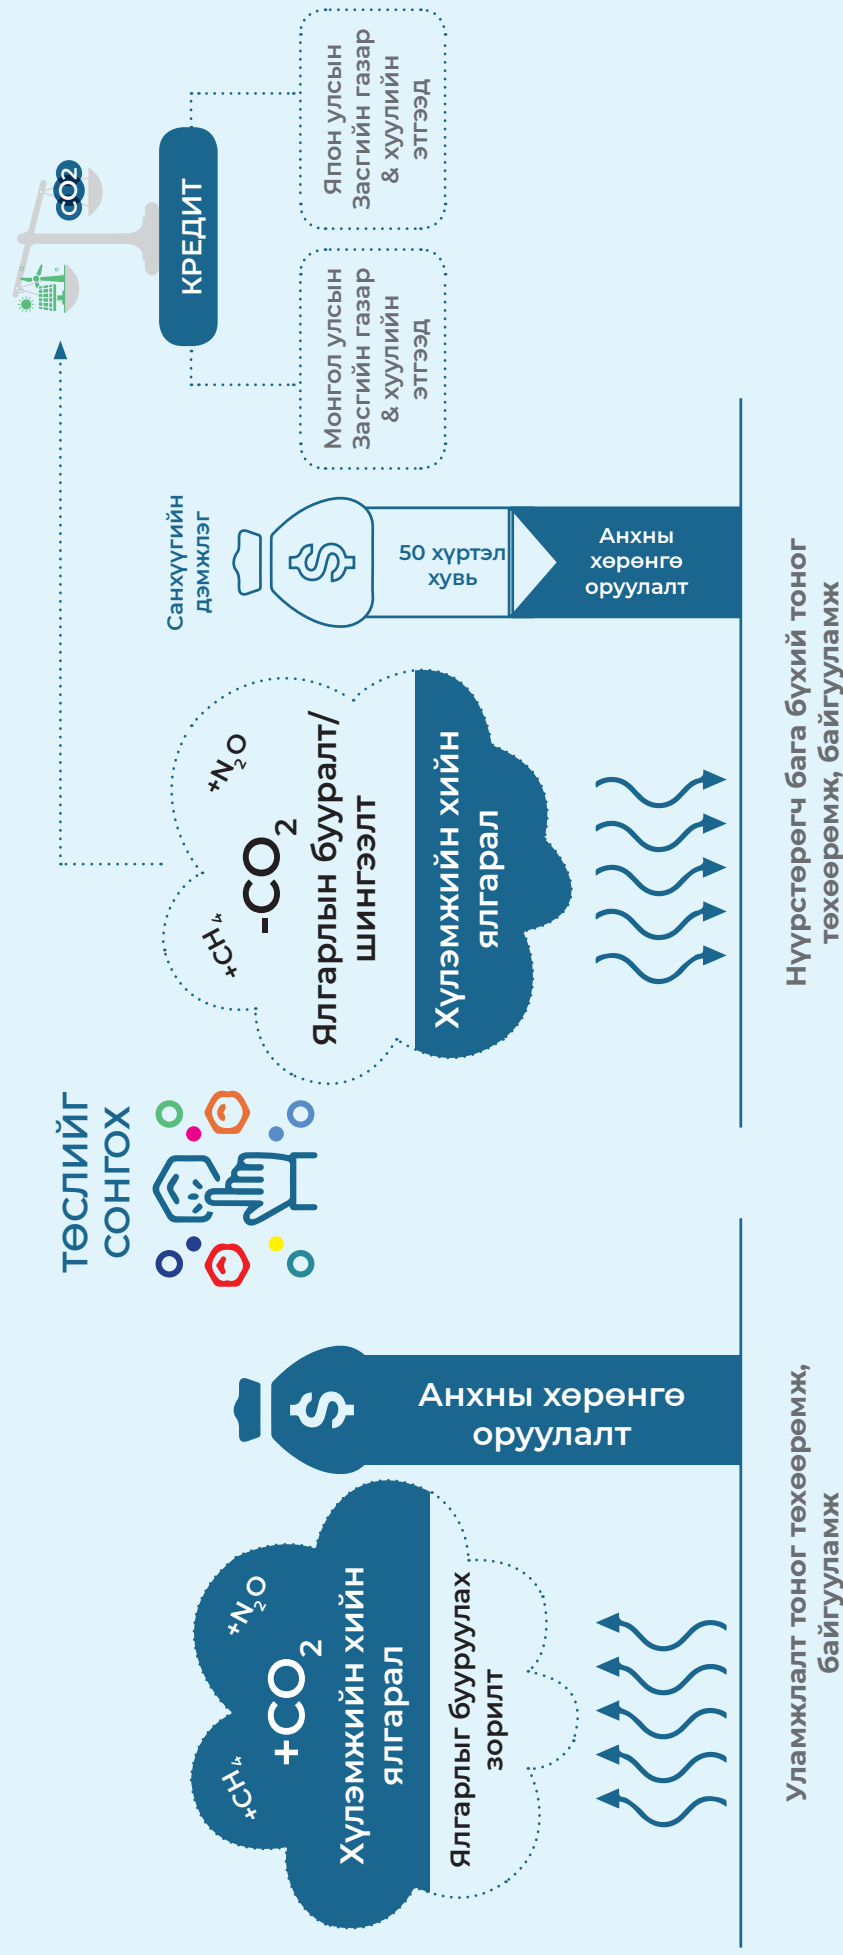 +CH₄
+N₂O
+CO₂
Хүлэмжийн хийн
ялгарал
Ялгарлыг бууруулах
зорилт
$
Анхны хөрөнгө
оруулалт
Уламжлалт тоног төхөөрөмж,
байгууламж
ТӨСЛИЙГ
СОНГОХ
+CH₄
+N₂O
-CO₂
Ялгарлын бууралт/
шингээлт
Хүлэмжийн хийн
ялгарал
Санхүүгийн
дэмжлэг
$
50 хүртэл
хувь
Анхны
хөрөнгө
оруулалт
Нүүрстөрөгч бага бүхий тоног
төхөөрөмж, байгууламж
CO2
КРЕДИТ
Монгол улсын
Засгийн газар
& хуулийн
этгээд
Япон улсын
Засгийн газар
& хуулийн
этгээд